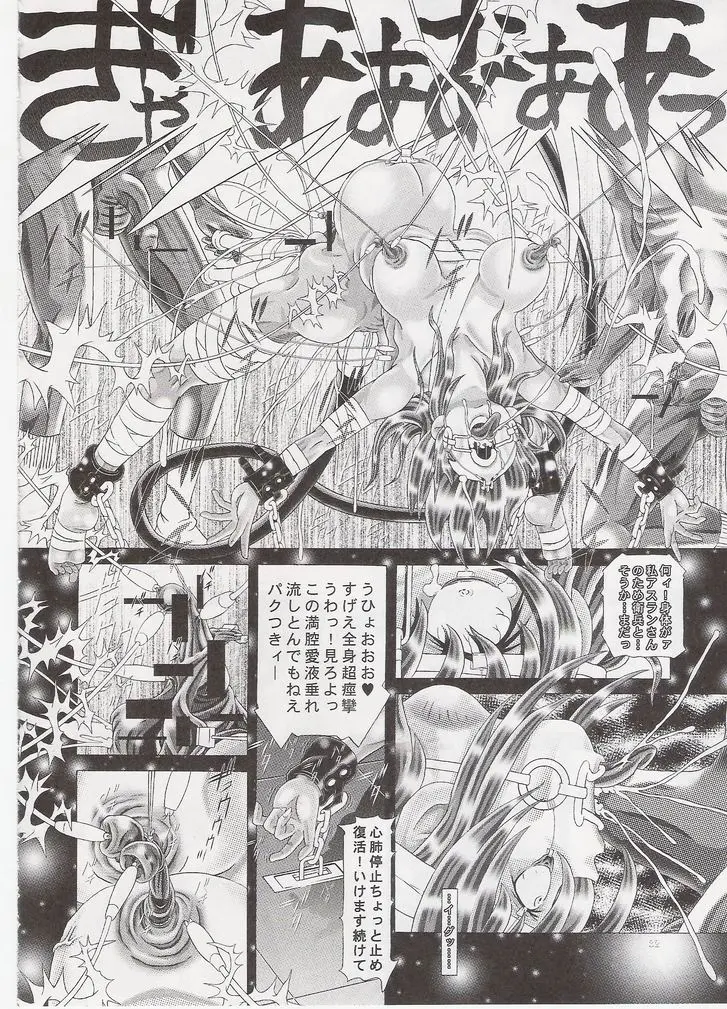 ぎゃああああああっ
何ィ！身体がァ
私アスランさん
のため衛兵と…
そうか…まだっ
うひょおおお♥
すげえ全身超痙攣
うわっ！見ろよっ
この満腔愛液垂れ
流しとんでもねえ
パクつきィー
心肺停止ちょっと止め
復活！いけます続けて